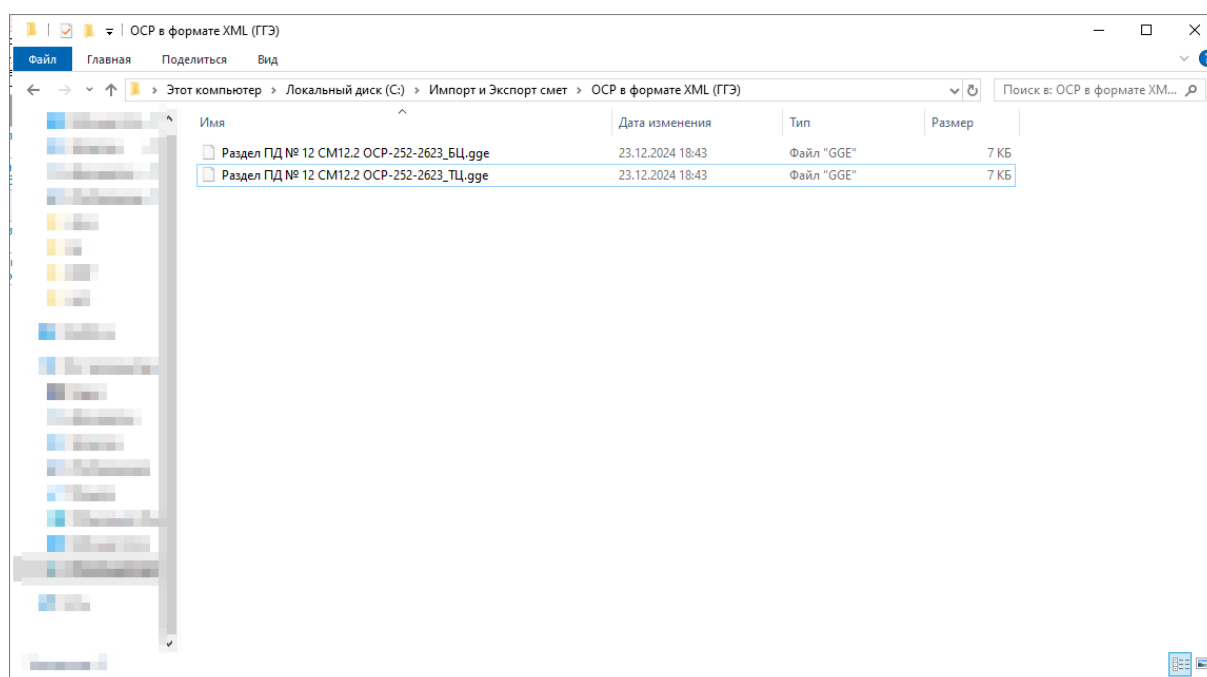 ОСР в формате XML (ГГЭ)
Файл Главная Поделиться Вид
Этот компьютер > Локальный диск (C:) > Импорт и Экспорт смет > ОСР в формате XML (ГГЭ) Поиск в: ОСР в формате XM...
Имя Дата изменения Тип Размер
Раздел ПД № 12 СМ12.2 ОСР-252-2623_БЦ.gge 23.12.2024 18:43 Файл "GGE" 7 КБ
Раздел ПД № 12 СМ12.2 ОСР-252-2623_ТЦ.gge 23.12.2024 18:43 Файл "GGE" 7 КБ